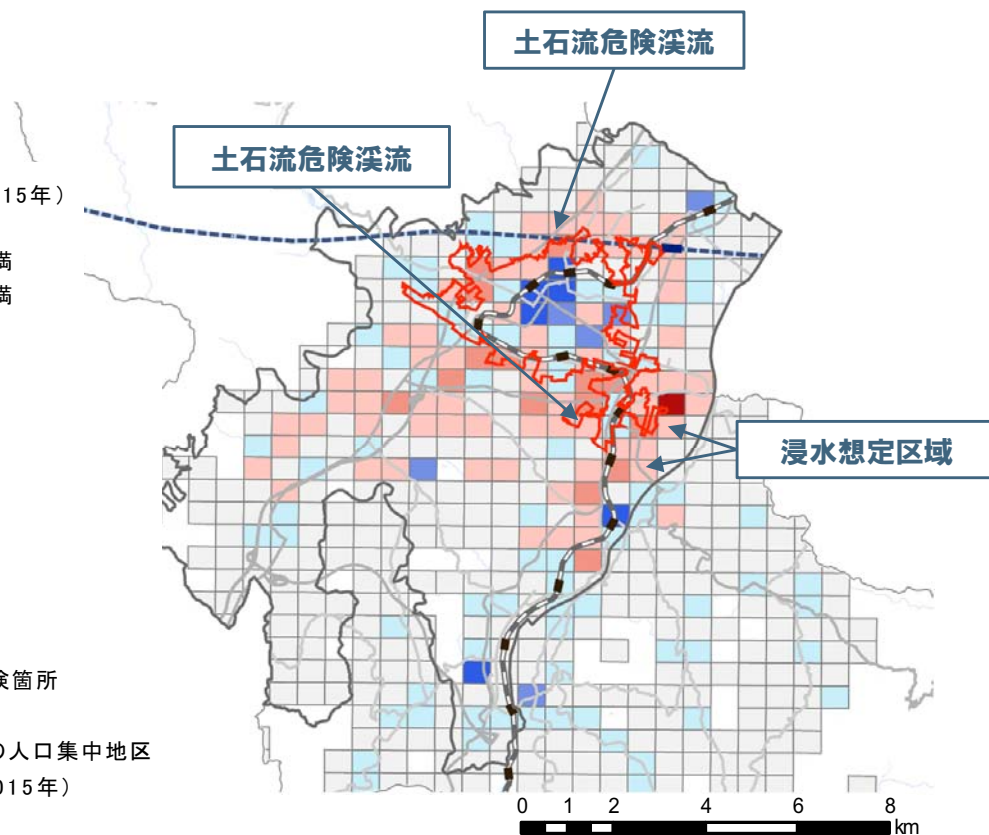 土石流危険渓流
土石流危険渓流
15年）
満
満
浸水想定区域
険箇所
の人口集中地区
015年）
0 1 2 4 6 8
km